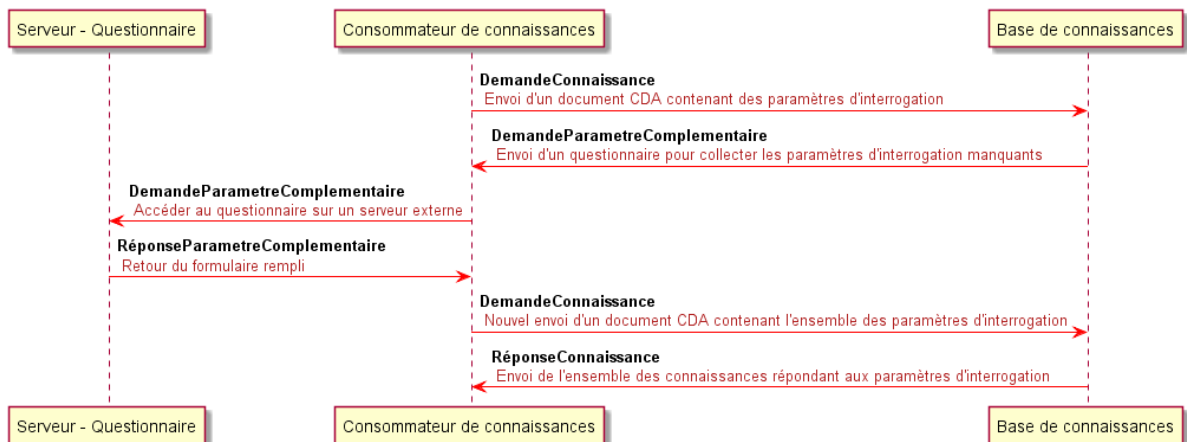 Serveur - Questionnaire
Consommateur de connaissances
Base de connaissances
DemandeConnaissance
Envoi d'un document CDA contenant des paramètres d'interrogation
DemandeParametreComplementaire
Envoi d'un questionnaire pour collecter les paramètres d'interrogation manquants
DemandeParametreComplementaire
Accéder au questionnaire sur un serveur externe
RéponseParametreComplementaire
Retour du formulaire rempli
DemandeConnaissance
Nouvel envoi d'un document CDA contenant l'ensemble des paramètres d'interrogation
RéponseConnaissance
Envoi de l'ensemble des connaissances répondant aux paramètres d'interrogation
Serveur - Questionnaire
Consommateur de connaissances
Base de connaissances